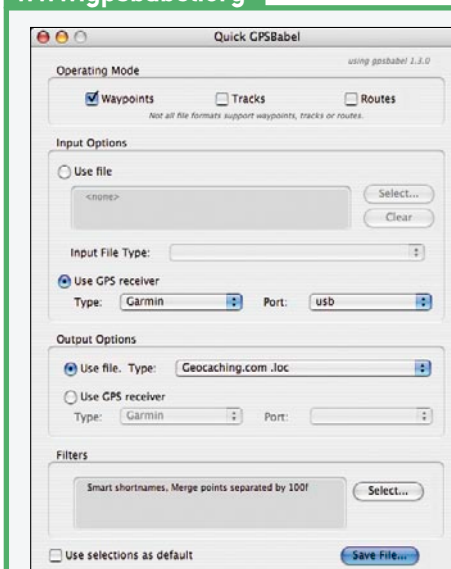 www.gpsbabel.org
Quick GPSBabel
using gpsbabel 1.3.0
Operating Mode
Waypoints Tracks Routes
Not all file formats support waypoints, tracks or routes.
Input Options
Use file
<none>
Select...
Clear
Input File Type:
Use GPS receiver
Type: Garmin Port: usb
Output Options
Use file. Type: Geocaching.com .loc
Use GPS receiver
Type: Garmin Port:
Filters
Smart shortnames, Merge points separated by 100f
Select...
Use selections as default
Save File...